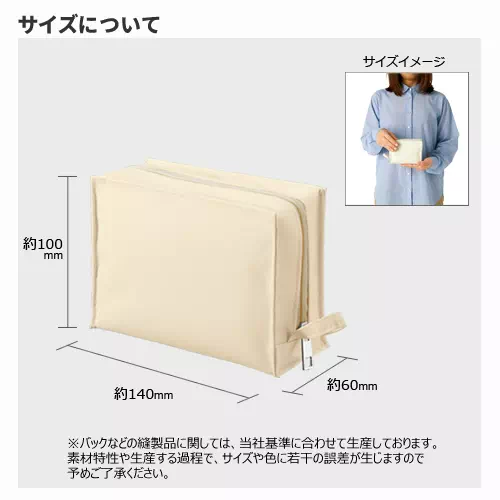 サイズについて
サイズイメージ
約100
mm
約140mm
約60mm
※バックなどの縫製品に関しては、当社基準に合わせて生産しております。
素材特性や生産する過程で、サイズや色に若干の誤差が生じますので
予めご了承ください。